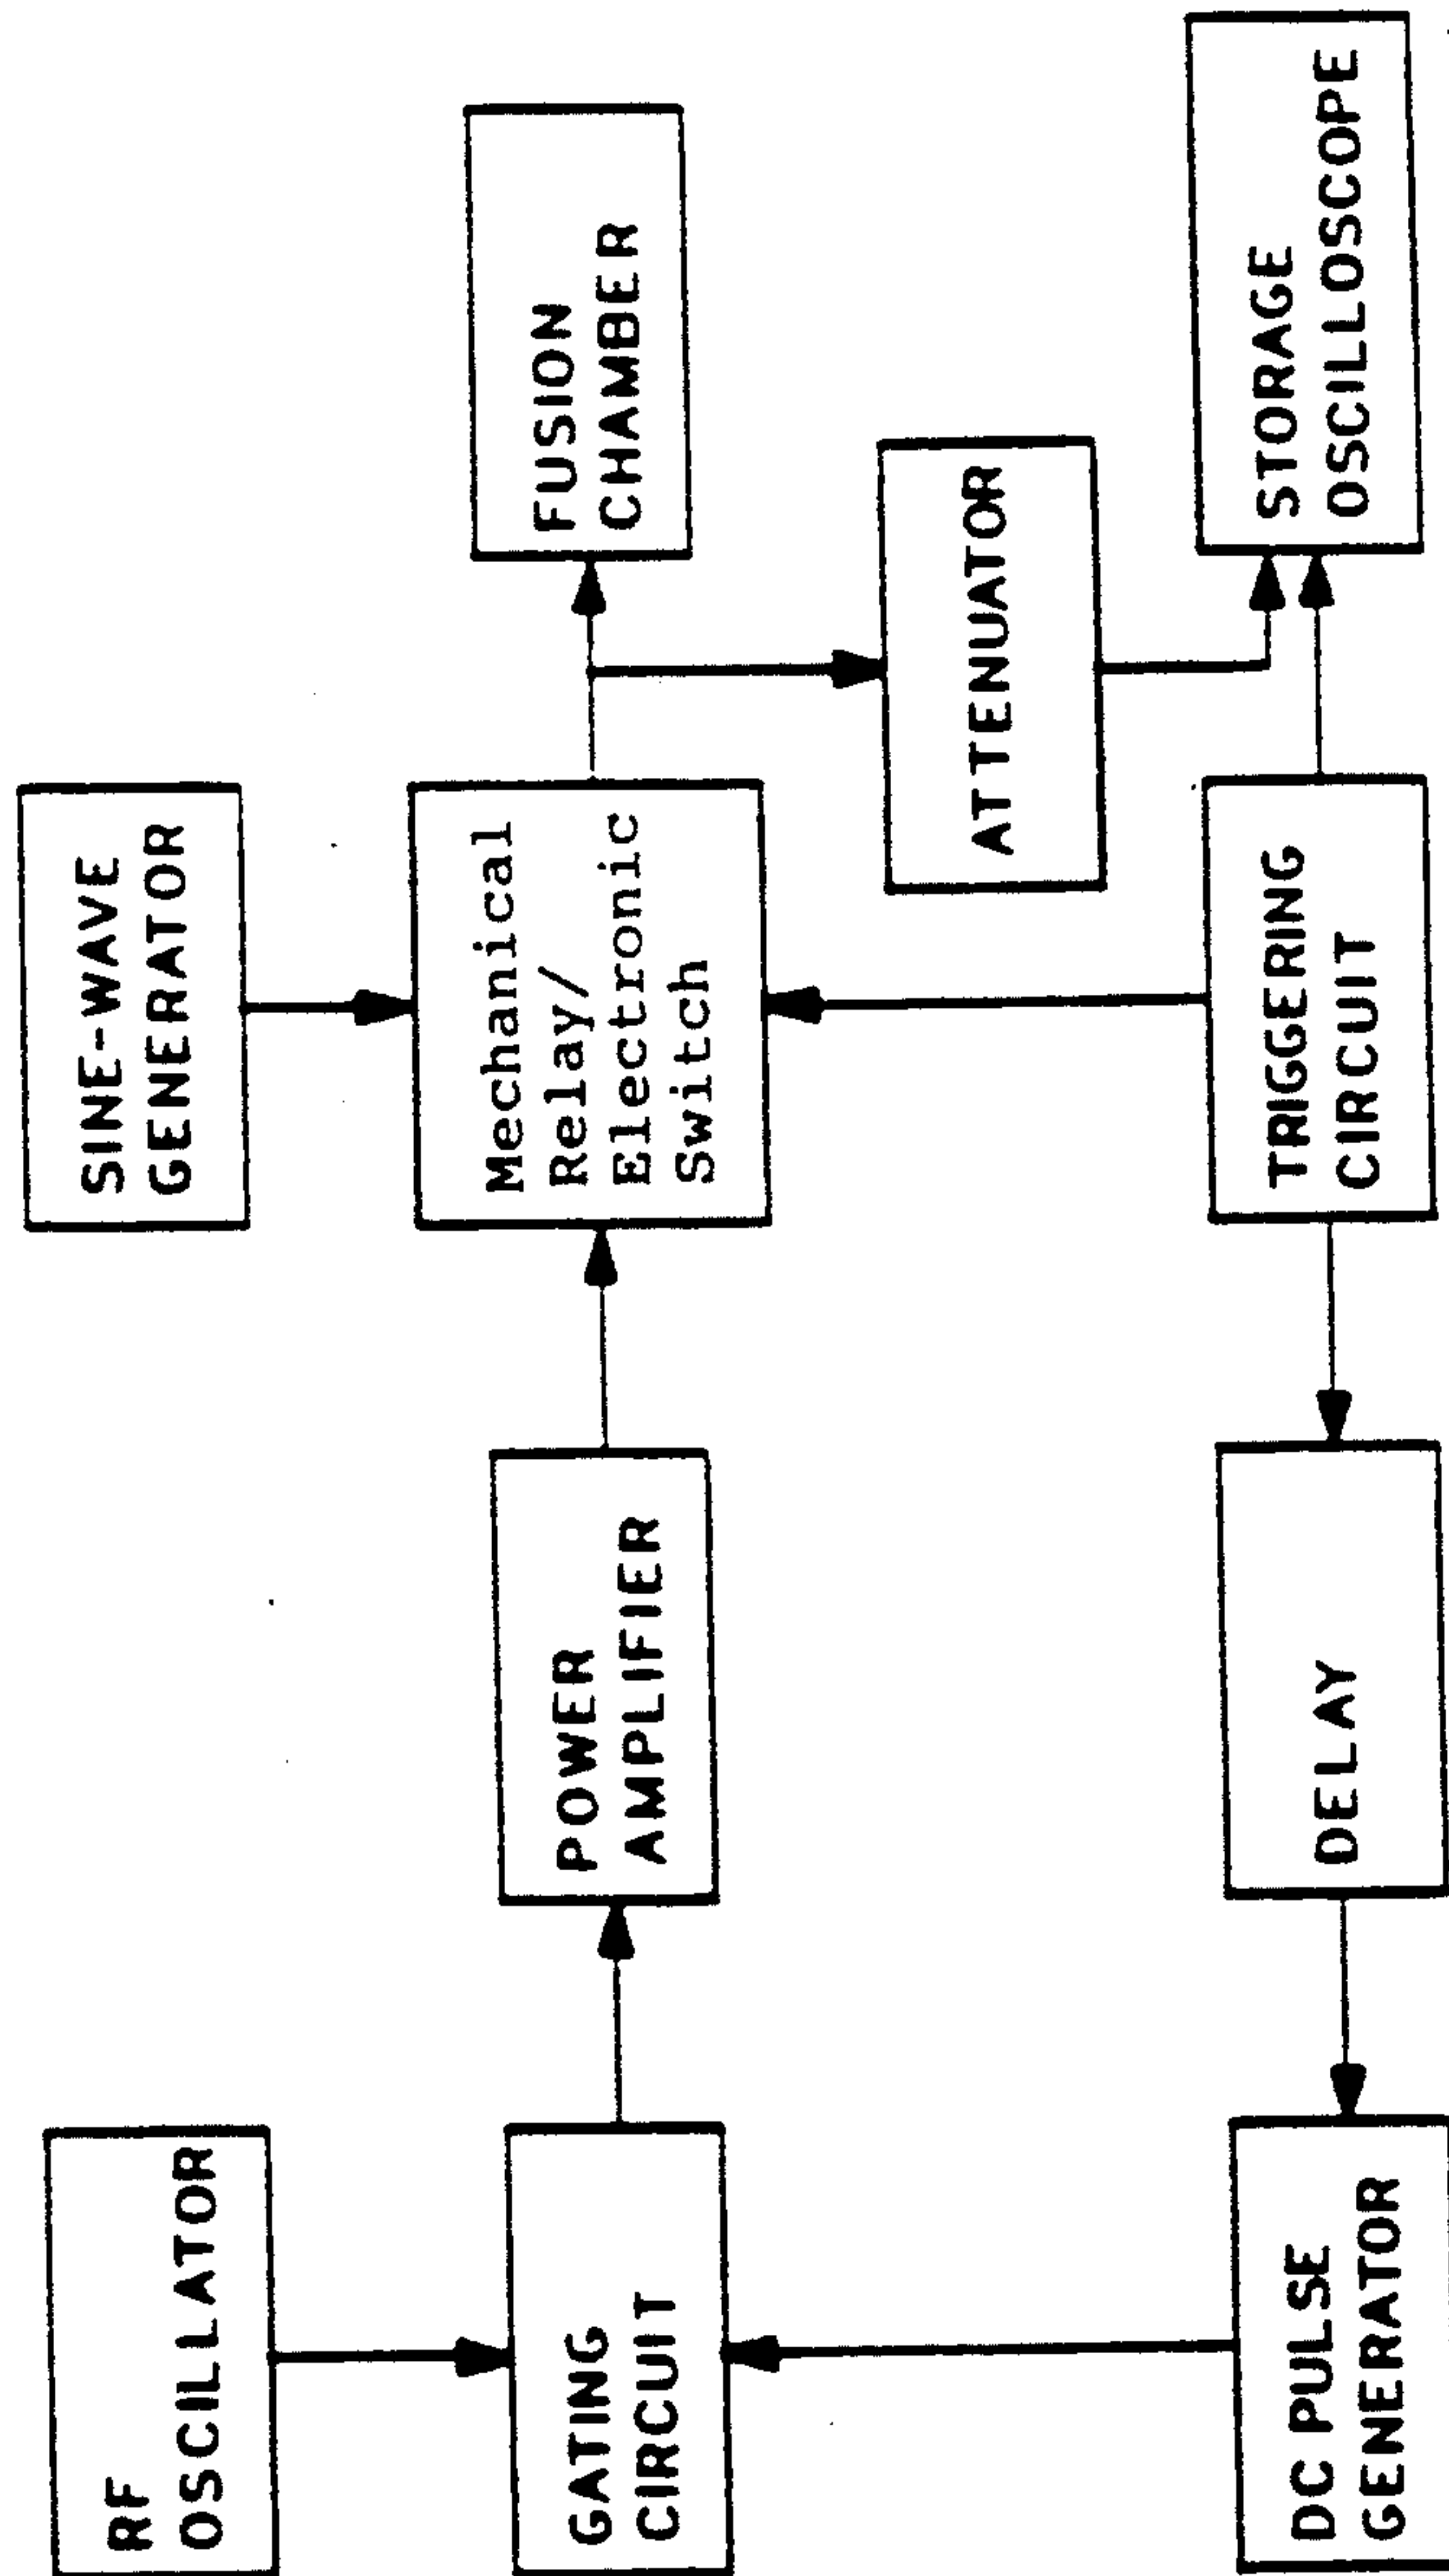 RF
OSCILLATOR
SINE-WAVE
GENERATOR
GATING
CIRCUIT
POWER
AMPLIFIER
Mechanical
Relay/
Electronic
Switch
FUSION
CHAMBER
ATTENUATOR
DC PULSE
GENERATOR
DELAY
TRIGGERING
CIRCUIT
STORAGE
OSCILLOSCOPE